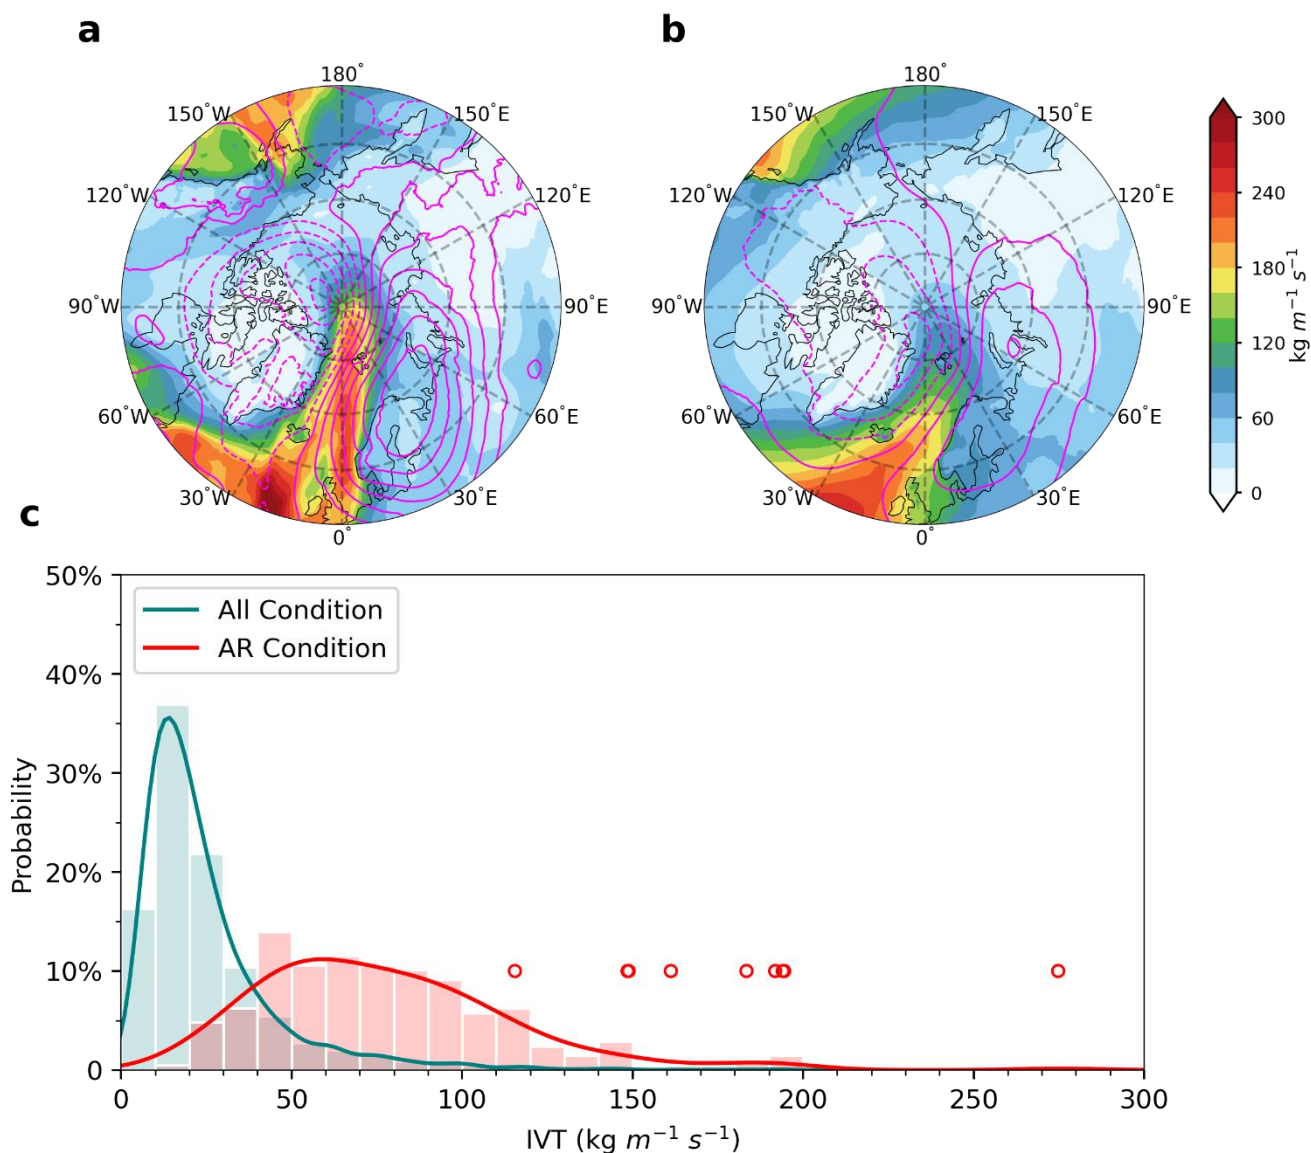 a
b
180°
150°W
150°E
120°W
120°E
90°W
90°E
60°W
60°E
30°W
30°E
0°
180°
150°W
150°E
120°W
120°E
90°W
90°E
60°W
60°E
30°W
30°E
0°
300
240
180
120
60
0
kg m⁻¹ s⁻¹
c
50%
40%
30%
20%
10%
0
Probability
All Condition
AR Condition
0 50 100 150 200 250 300
IVT (kg m⁻¹ s⁻¹)